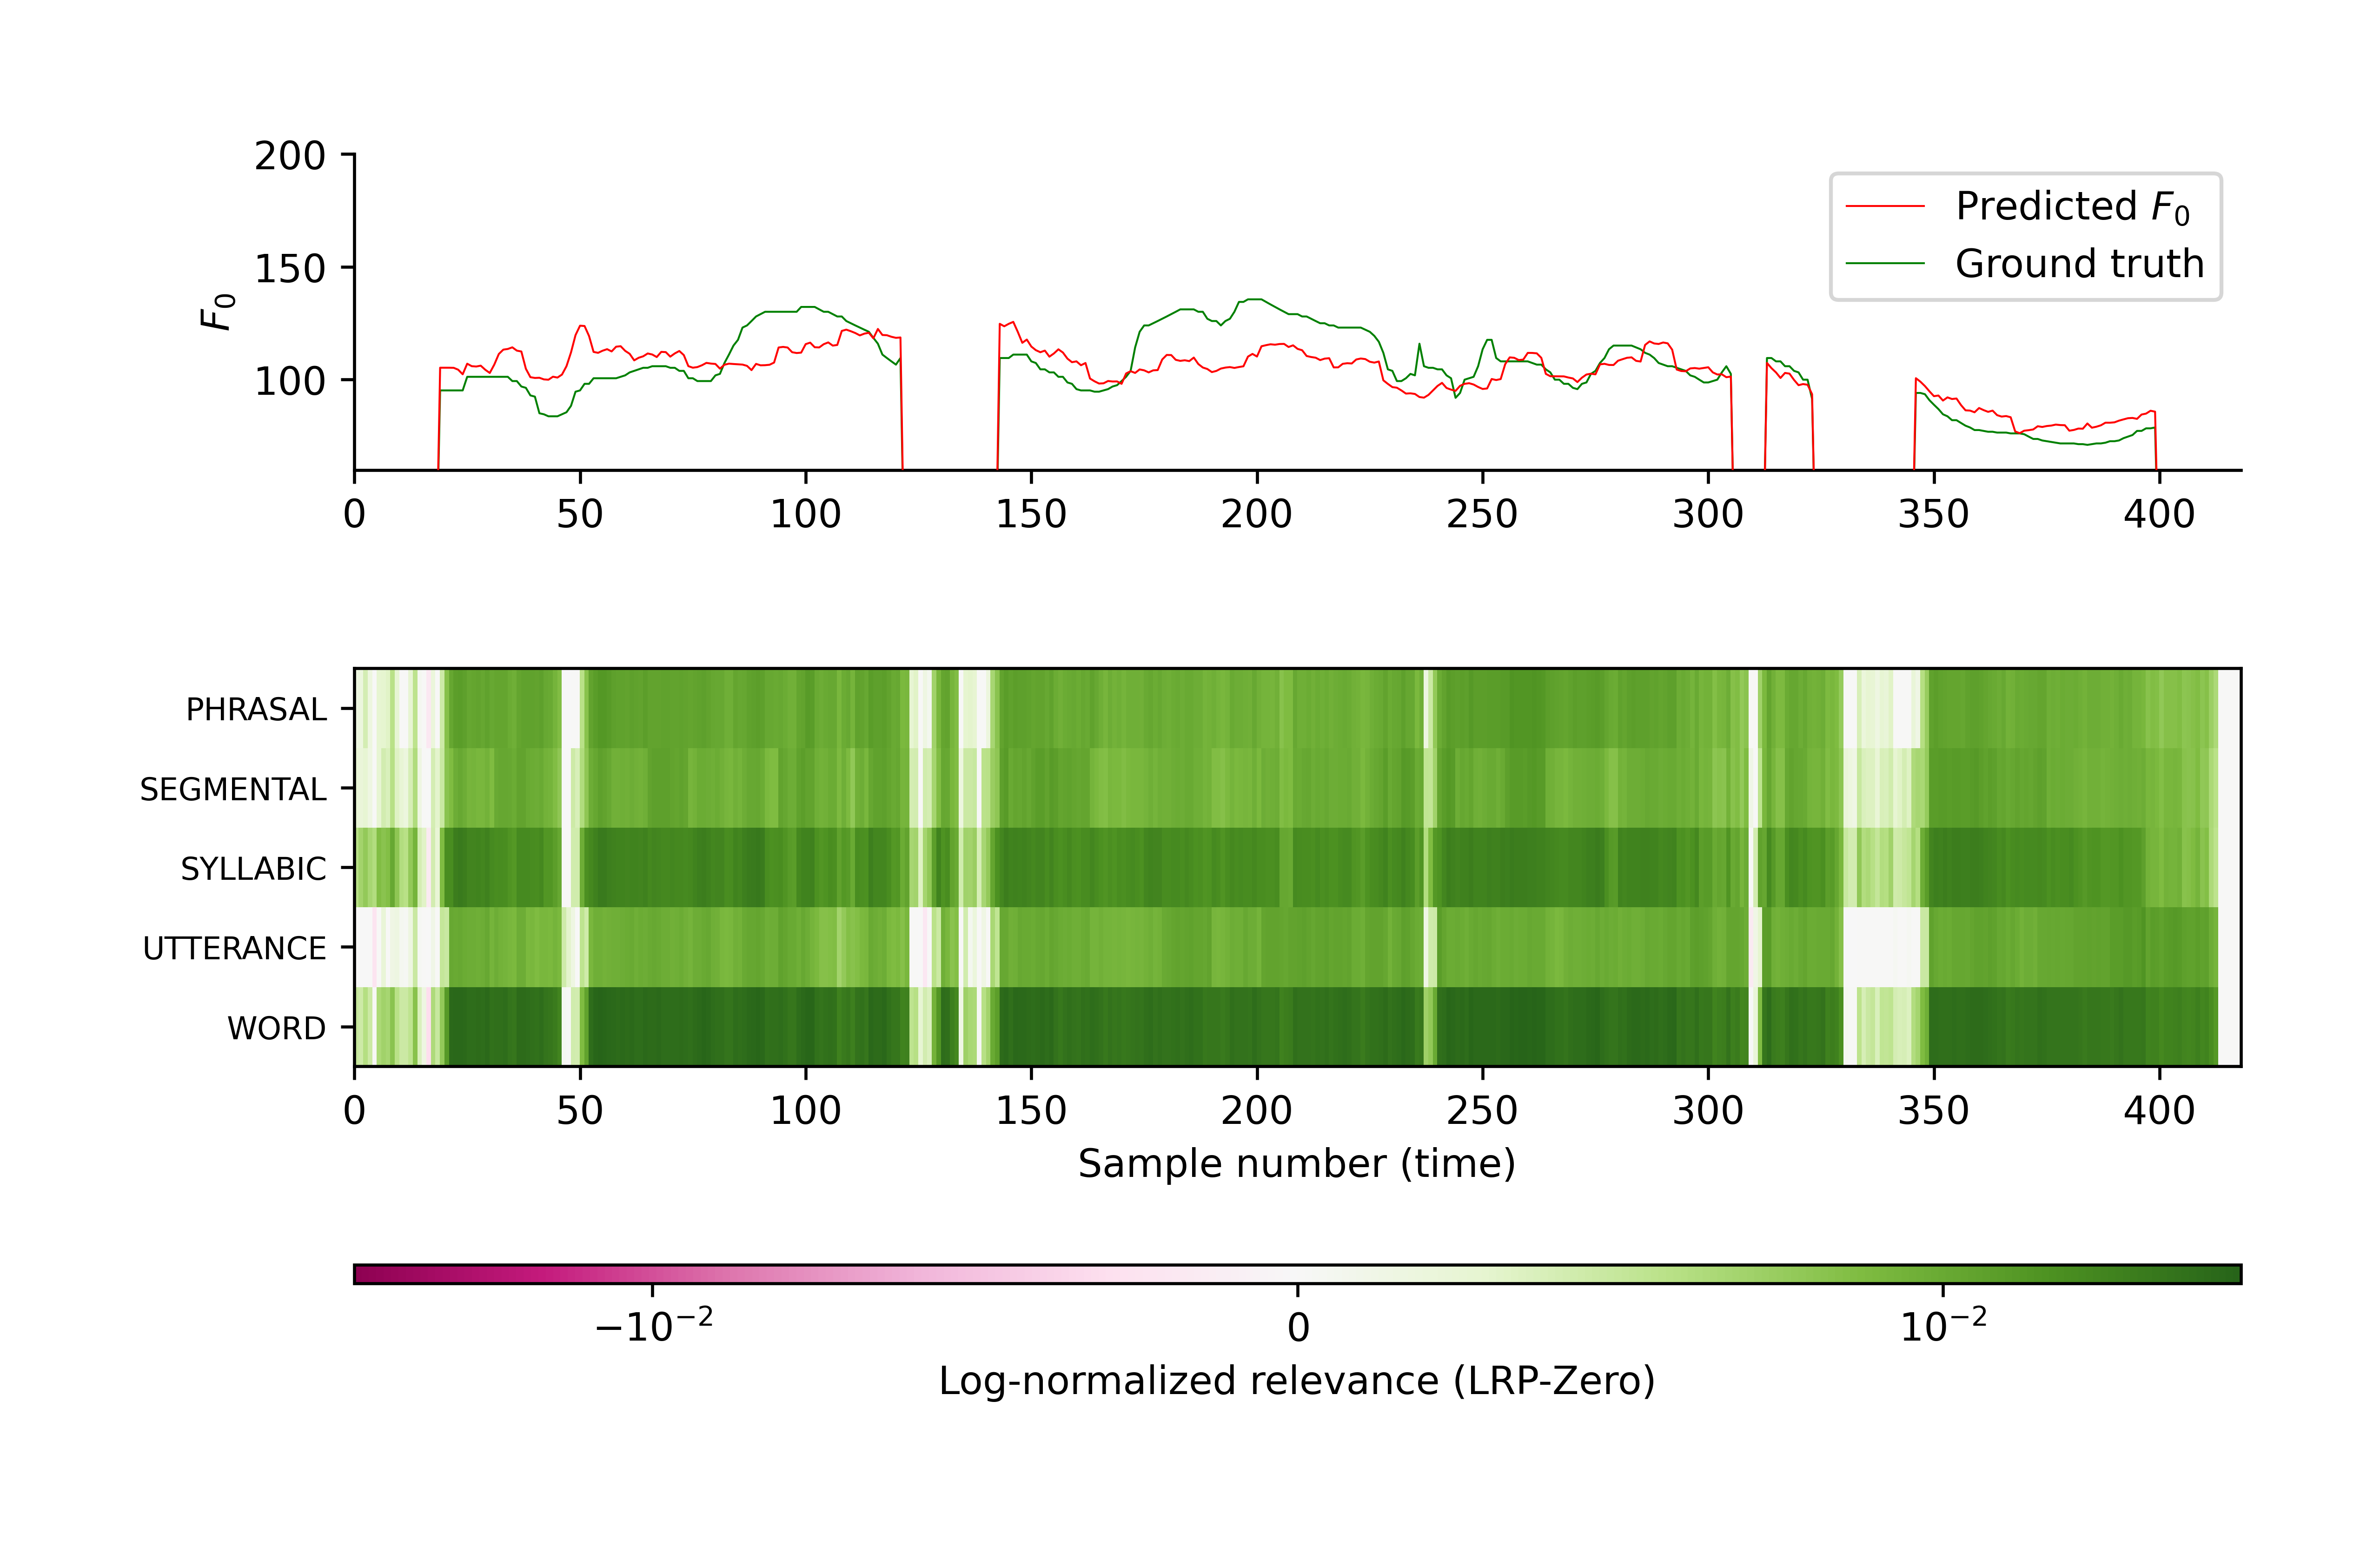 200
150
100
F₀
Predicted F₀
Ground truth
0 50 100 150 200 250 300 350 400
PHRASAL
SEGMENTAL
SYLLABIC
UTTERANCE
WORD
0 50 100 150 200 250 300 350 400
Sample number (time)
−10⁻² 0 10⁻²
Log-normalized relevance (LRP-Zero)